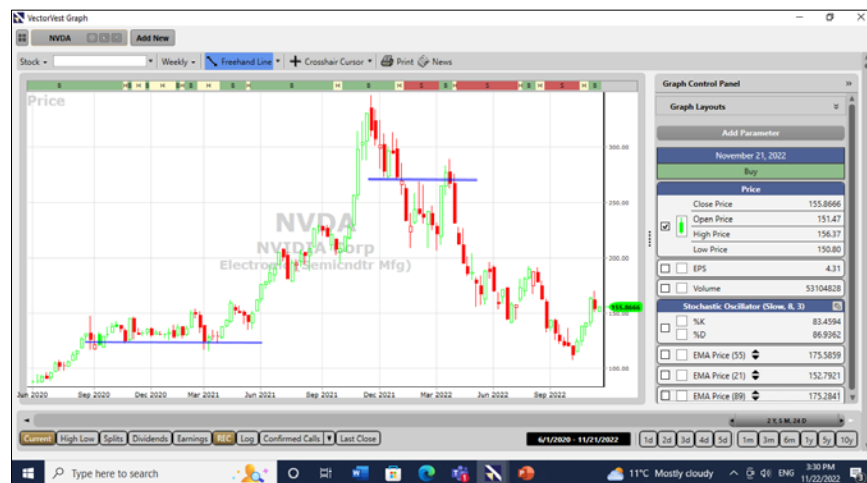 VectorVest Graph
NVDA Add New
Stock Weekly Freehand Line Crosshair Cursor Print News
S H S H H S H S H S H S H S S H S S H S H S H S
Price
NVDA
NVIDIA Corp
Electronic(Semicndtr Mfg)
300.00
250.00
200.00
155.8666
150.00
100.00
Jun 2020 Sep 2020 Dec 2020 Mar 2021 Jun 2021 Sep 2021 Dec 2021 Mar 2022 Jun 2022 Sep 2022
Graph Control Panel
Graph Layouts
Add Parameter
November 21, 2022
Buy
Price
Close Price 155.8666
Open Price 151.47
High Price 156.37
Low Price 150.80
EPS 4.31
Volume 53104828
Stochastic Oscillator (Slow, 8, 3)
%K 83.4594
%D 86.9362
EMA Price (55) 175.5859
EMA Price (21) 152.7921
EMA Price (89) 175.2841
2 Y, 5 M, 24 D
Current High Low Splits Dividends Earnings REC Log Confirmed Calls Last Close 6/1/2020 - 11/21/2022 1d 2d 3d 4d 5d 1m 3m 6m 1y 5y 10y
Type here to search 11°C Mostly cloudy ENG 3:30 PM
11/22/2022